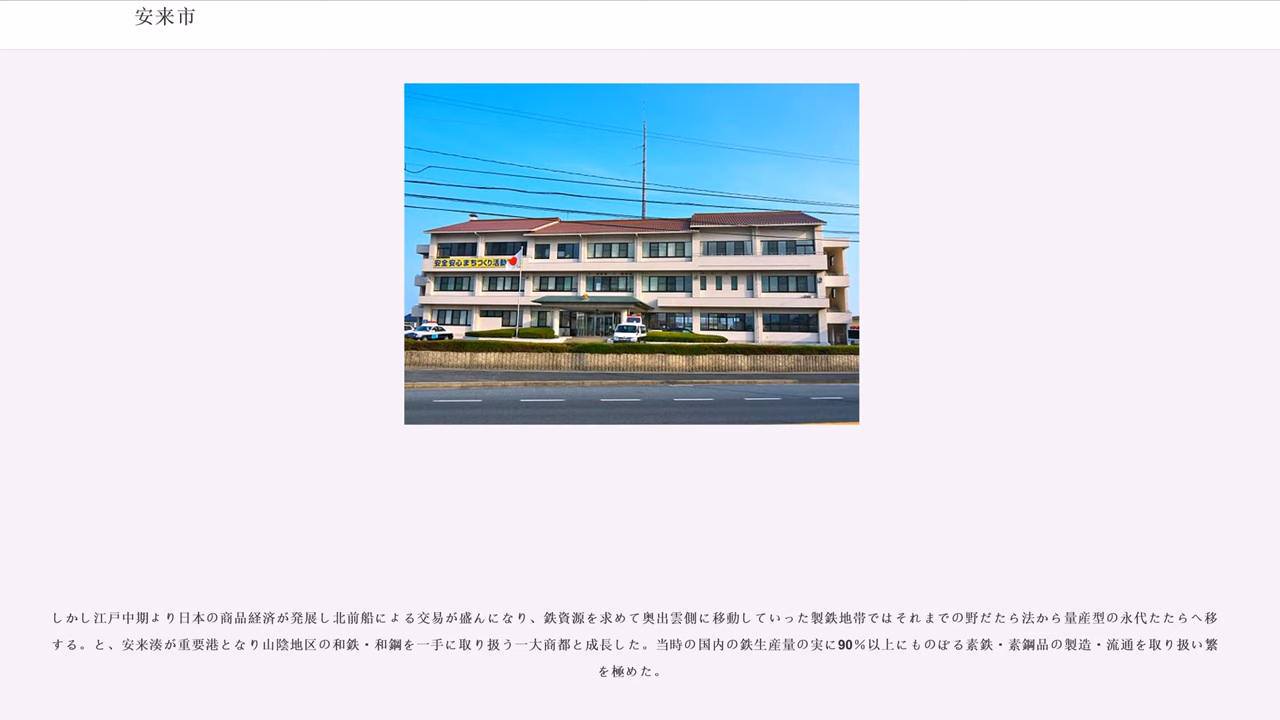 安来市
安全安心まちづくり活動
しかし江戸中期より日本の商品経済が発展し北前船による交易が盛んになり、鉄資源を求めて奥出雲側に移動していった製鉄地帯ではそれまでの野だたら法から量産型の永代たたらへ移
する。と、安来湊が重要港となり山陰地区の和鉄・和鋼を一手に取り扱う一大商都と成長した。当時の国内の鉄生産量の実に90％以上にものぼる素鉄・素鋼品の製造・流通を取り扱い繁
を極めた。